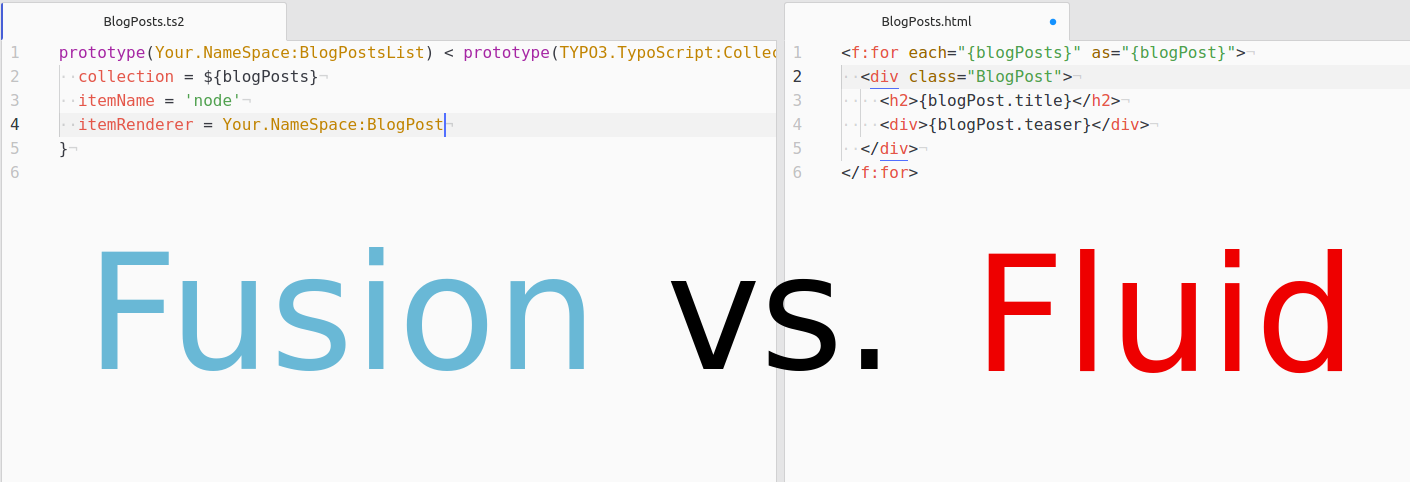 BlogPosts.ts2
1 prototype(Your.NameSpace:BlogPostsList) < prototype(TYPO3.TypoScript:Collec
2 collection = ${blogPosts}
3 itemName = 'node'
4 itemRenderer = Your.NameSpace:BlogPost
5 }
6
BlogPosts.html
1 <f:for each="{blogPosts}" as="{blogPost}">
2 <div class="BlogPost">
3 <h2>{blogPost.title}</h2>
4 <div>{blogPost.teaser}</div>
5 </div>
6 </f:for>
Fusion vs. Fluid